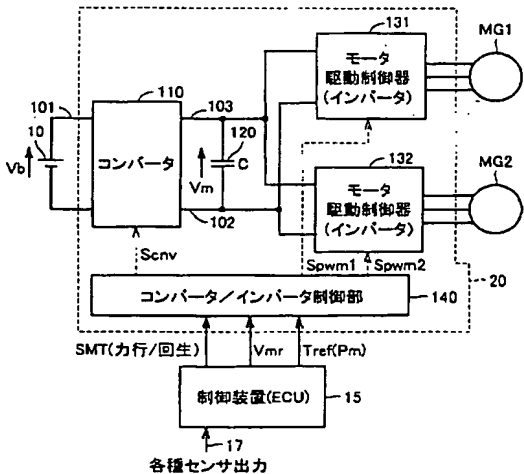 131
MG1
モータ
駆動制御器
(インバータ)
110
101
103
10
120
コンバータ
Vb
Vm
C
132
MG2
モータ
駆動制御器
(インバータ)
102
Scnv
Spwm1
Spwm2
20
コンバータ/インバータ制御部
140
SMT(力行/回生)
Vmr
Tref(Pm)
制御装置(ECU)
15
17
各種センサ出力